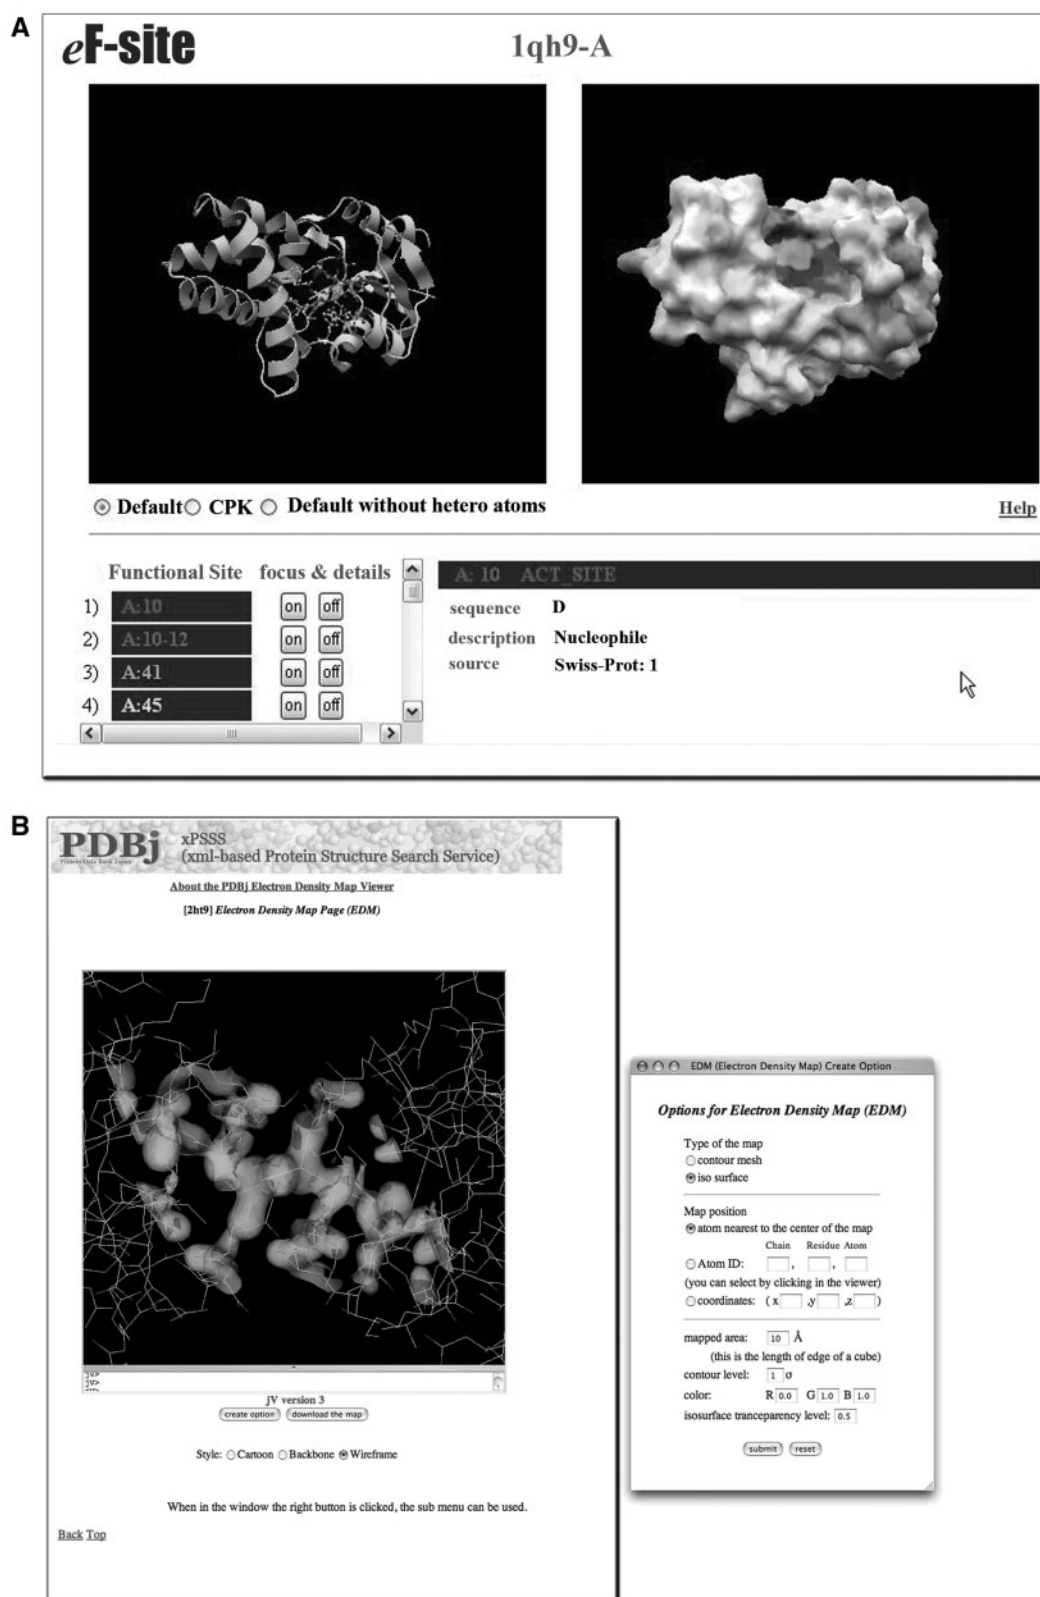 A
eF-site
1qh9-A
Default CPK Default without hetero atoms
Help
Functional Site focus & details
1) A:10 on off
2) A:10-12 on off
3) A:41 on off
4) A:45 on off
A: 10 ACT_SITE
sequence D
description Nucleophile
source Swiss-Prot: 1
B
PDBj
Protein Data Bank Japan
xPSSS
(xml-based Protein Structure Search Service)
About the PDBj Electron Density Map Viewer
[2ht9] Electron Density Map Page (EDM)
jV>
jV>
jV version 3
create option download the map
Style: Cartoon Backbone Wireframe
When in the window the right button is clicked, the sub menu can be used.
Back Top
EDM (Electron Density Map) Create Option
Options for Electron Density Map (EDM)
Type of the map
contour mesh
iso surface
Map position
atom nearest to the center of the map
Chain Residue Atom
Atom ID: , ,
(you can select by clicking in the viewer)
coordinates: ( x ,y ,z )
mapped area: 10 Å
(this is the length of edge of a cube)
contour level: 1 σ
color: R 0.0 G 1.0 B 1.0
isosurface tranceparency level: 0.5
submit reset